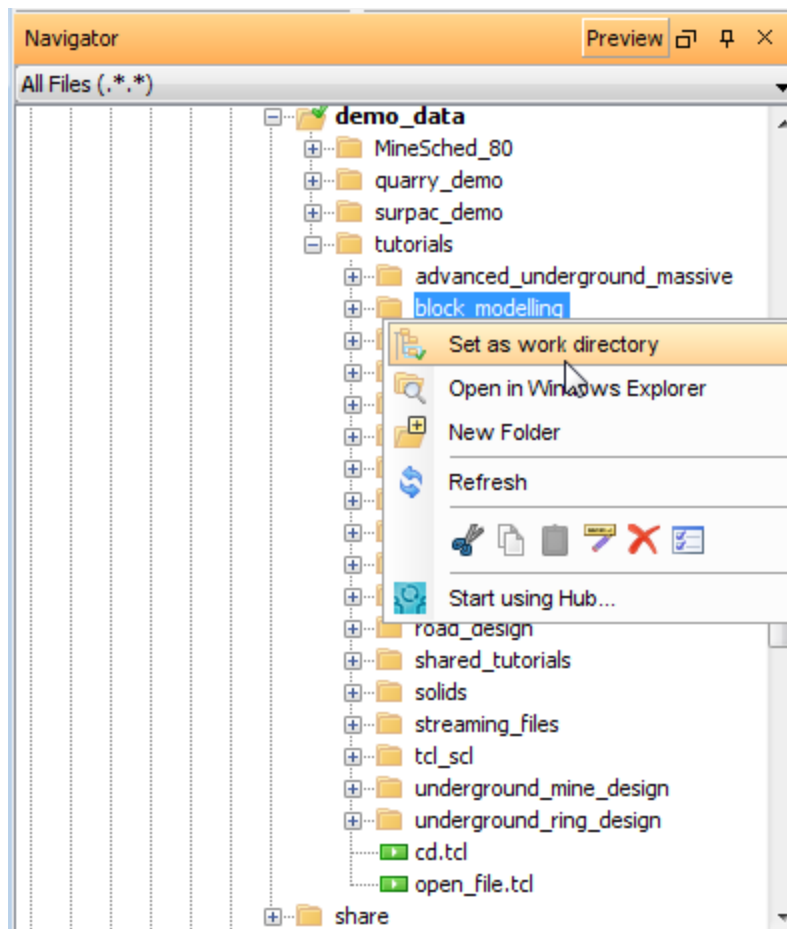 Navigator Preview
All Files (.*.*)
demo_data
MineSched_80
quarry_demo
surpac_demo
tutorials
advanced_underground_massive
block_modelling
Set as work directory
Open in Windows Explorer
New Folder
Refresh
Start using Hub...
road_design
shared_tutorials
solids
streaming_files
tcl_scl
underground_mine_design
underground_ring_design
cd.tcl
open_file.tcl
share